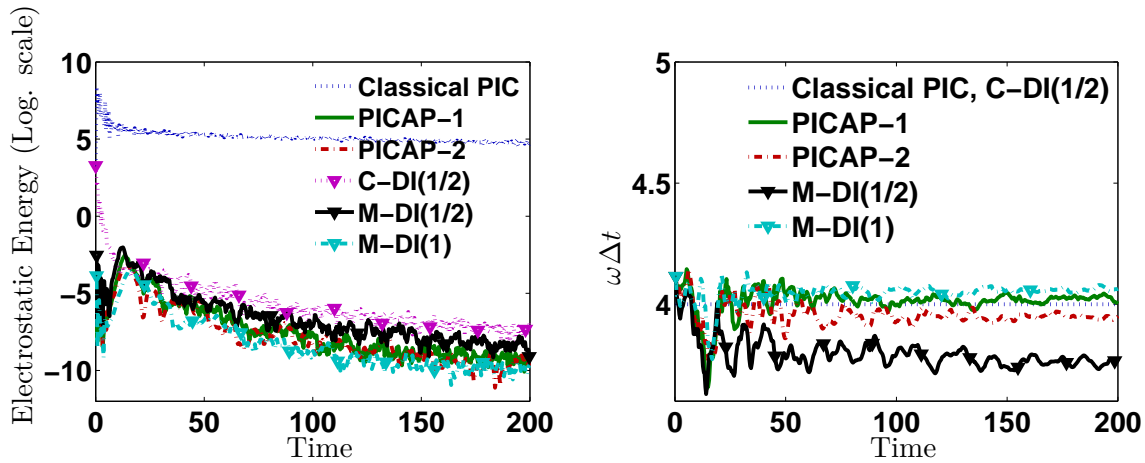 Electrostatic Energy (Log. scale)
10
5
0
−5
−10
0
50
100
150
200
Time
Classical PIC
PICAP−1
PICAP−2
C−DI(1/2)
M−DI(1/2)
M−DI(1)
ωΔt
5
4.5
4
0
50
100
150
200
Time
Classical PIC, C−DI(1/2)
PICAP−1
PICAP−2
M−DI(1/2)
M−DI(1)